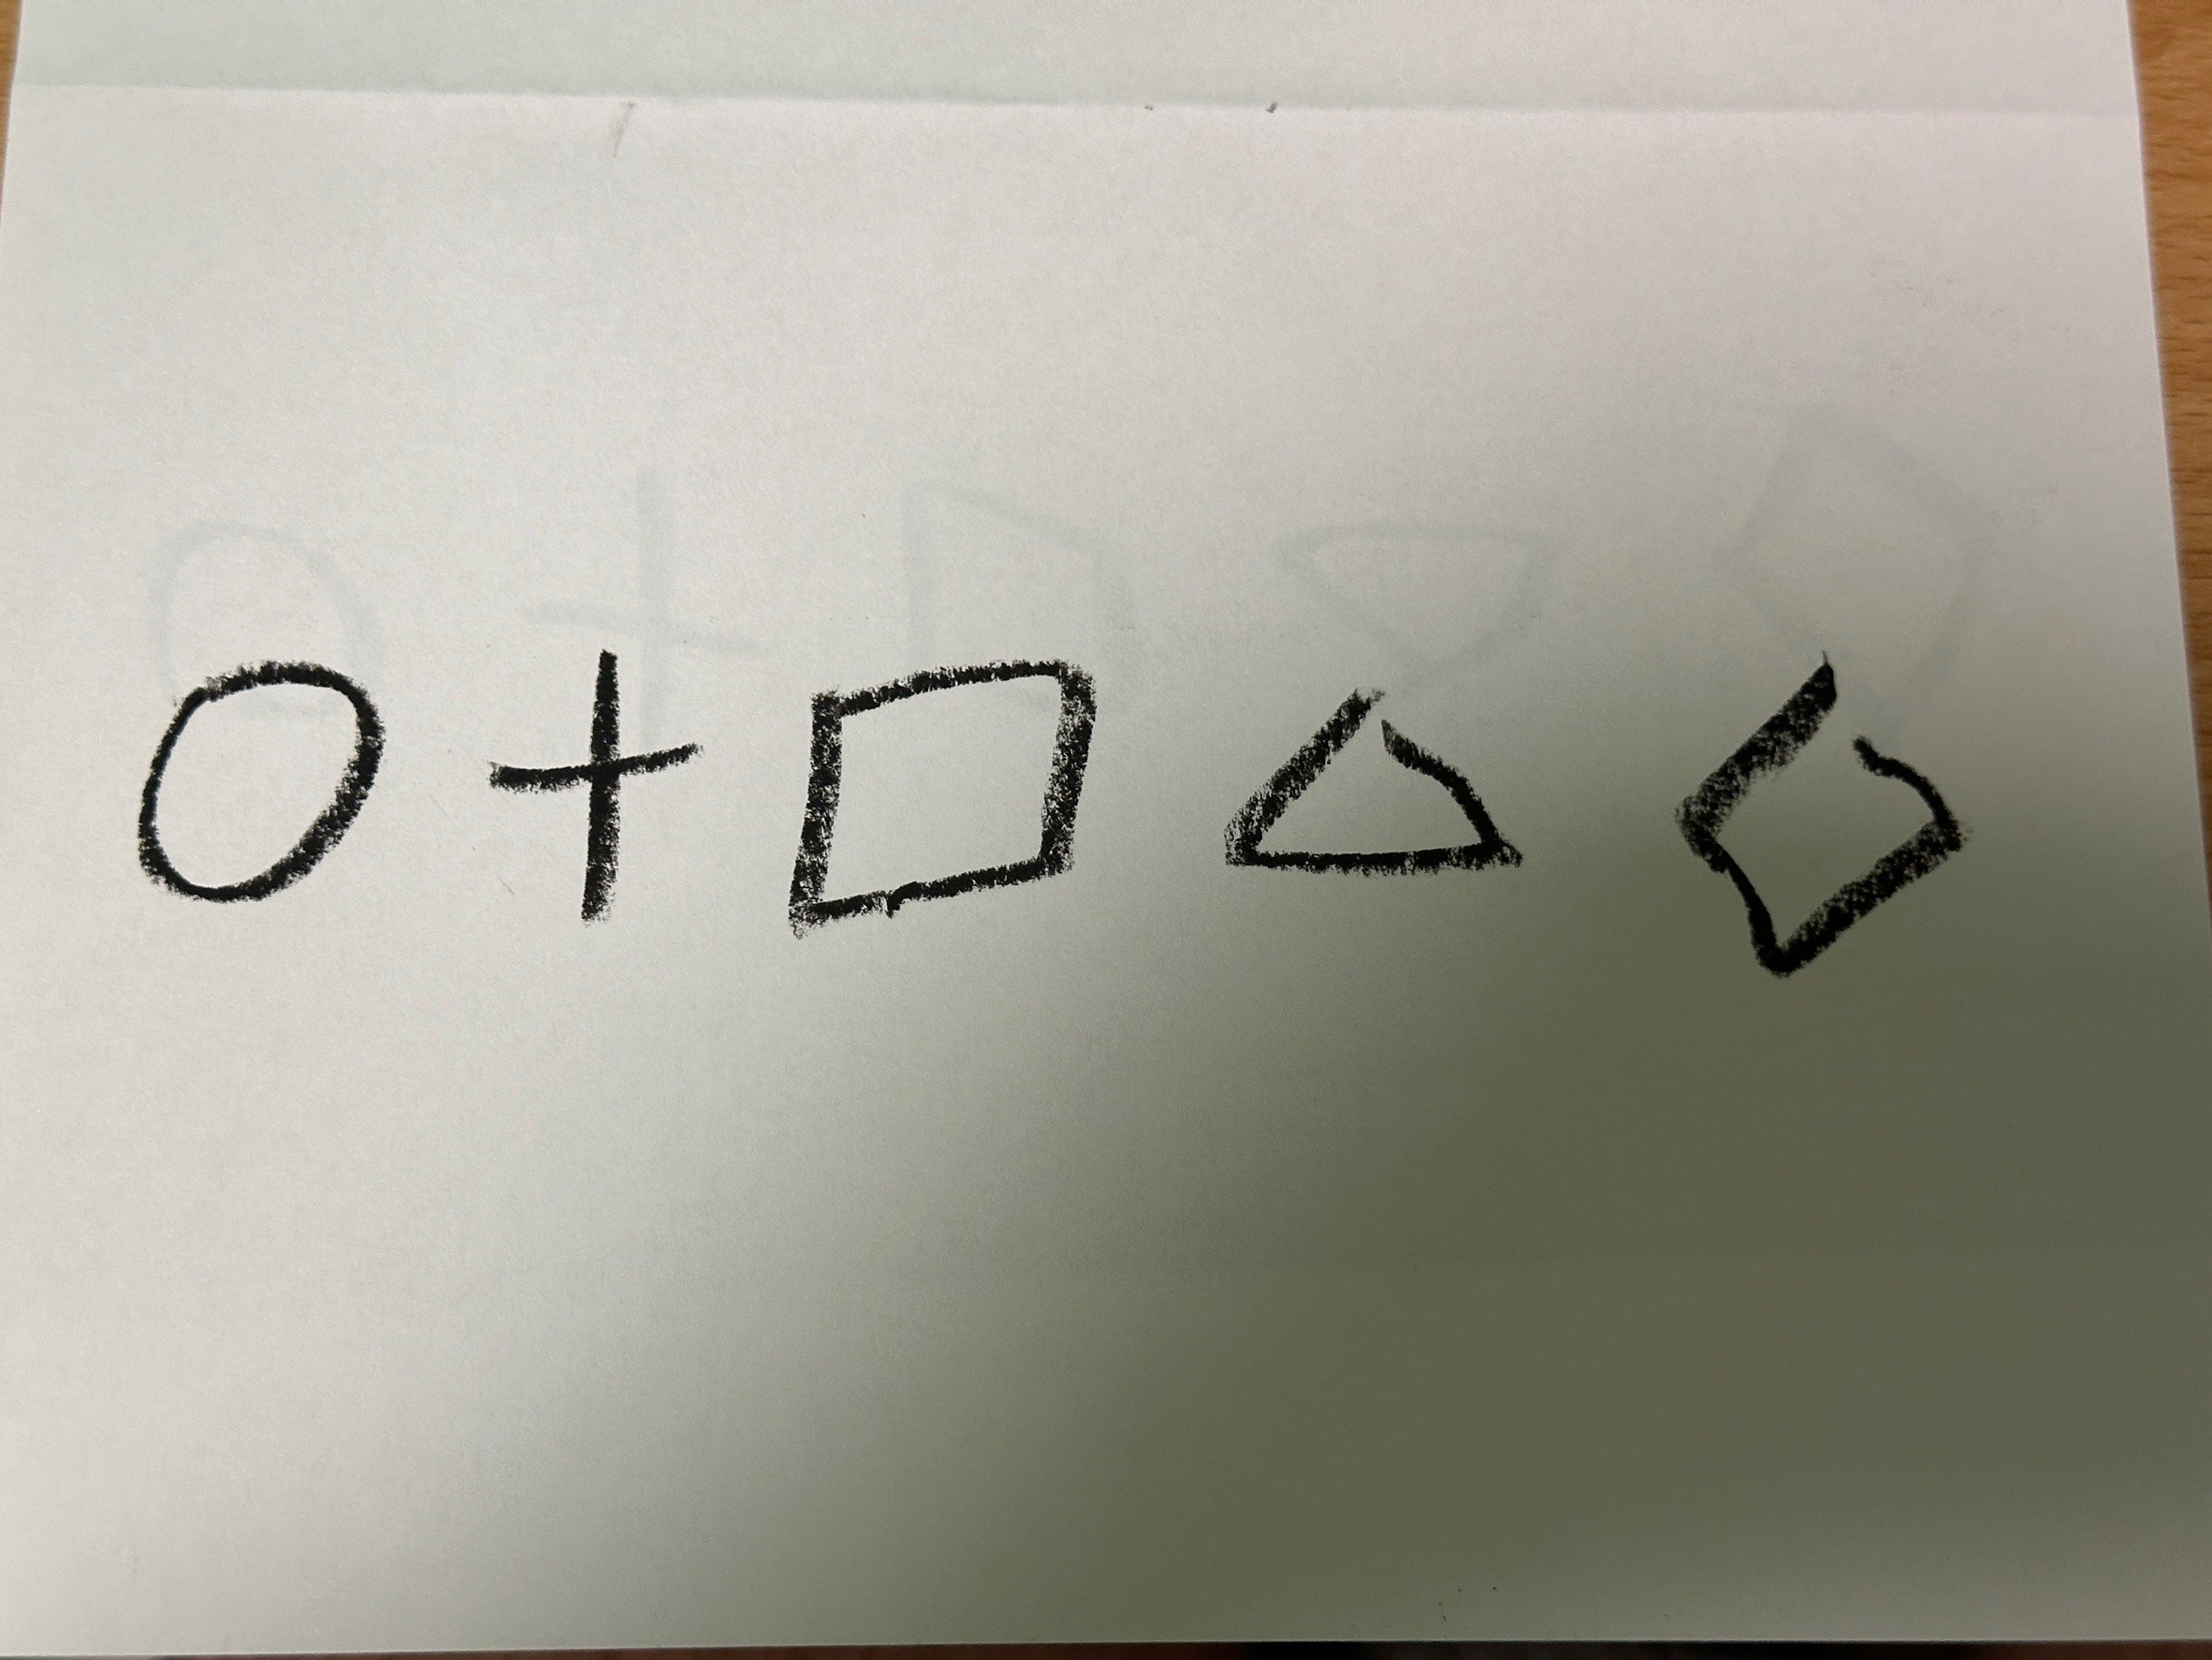 ○ + □ △ ◇